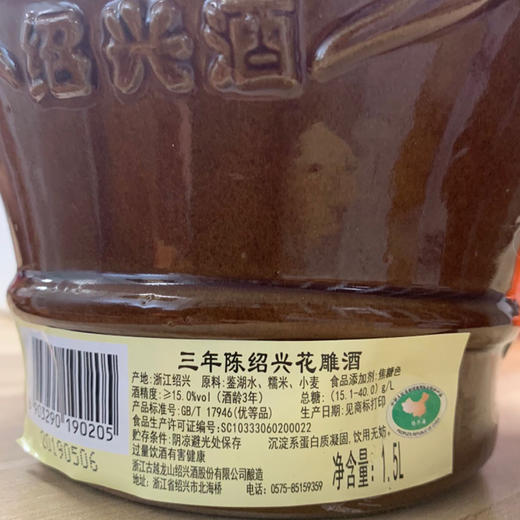 绍兴酒
三年陈绍兴花雕酒
产地:浙江绍兴 原料:鉴湖水、糯米、小麦 食品添加剂:焦糖色
酒精度:≥15.0%vol(酒龄3年) 总糖:(15.1-40.0)g/L
产品标准号:GB/T 17946(优等品) 生产日期:见商标打印
食品生产许可证编号:SC10333060200022
贮存条件:阴凉避光处保存 沉淀系蛋白质凝固,饮用无妨。
过量饮酒有害健康
净含量:1.5L
浙江古越龙山绍兴酒股份有限公司酿造
地址:浙江省绍兴市北海桥 电话:0575-85159359
903290 190205
20190506